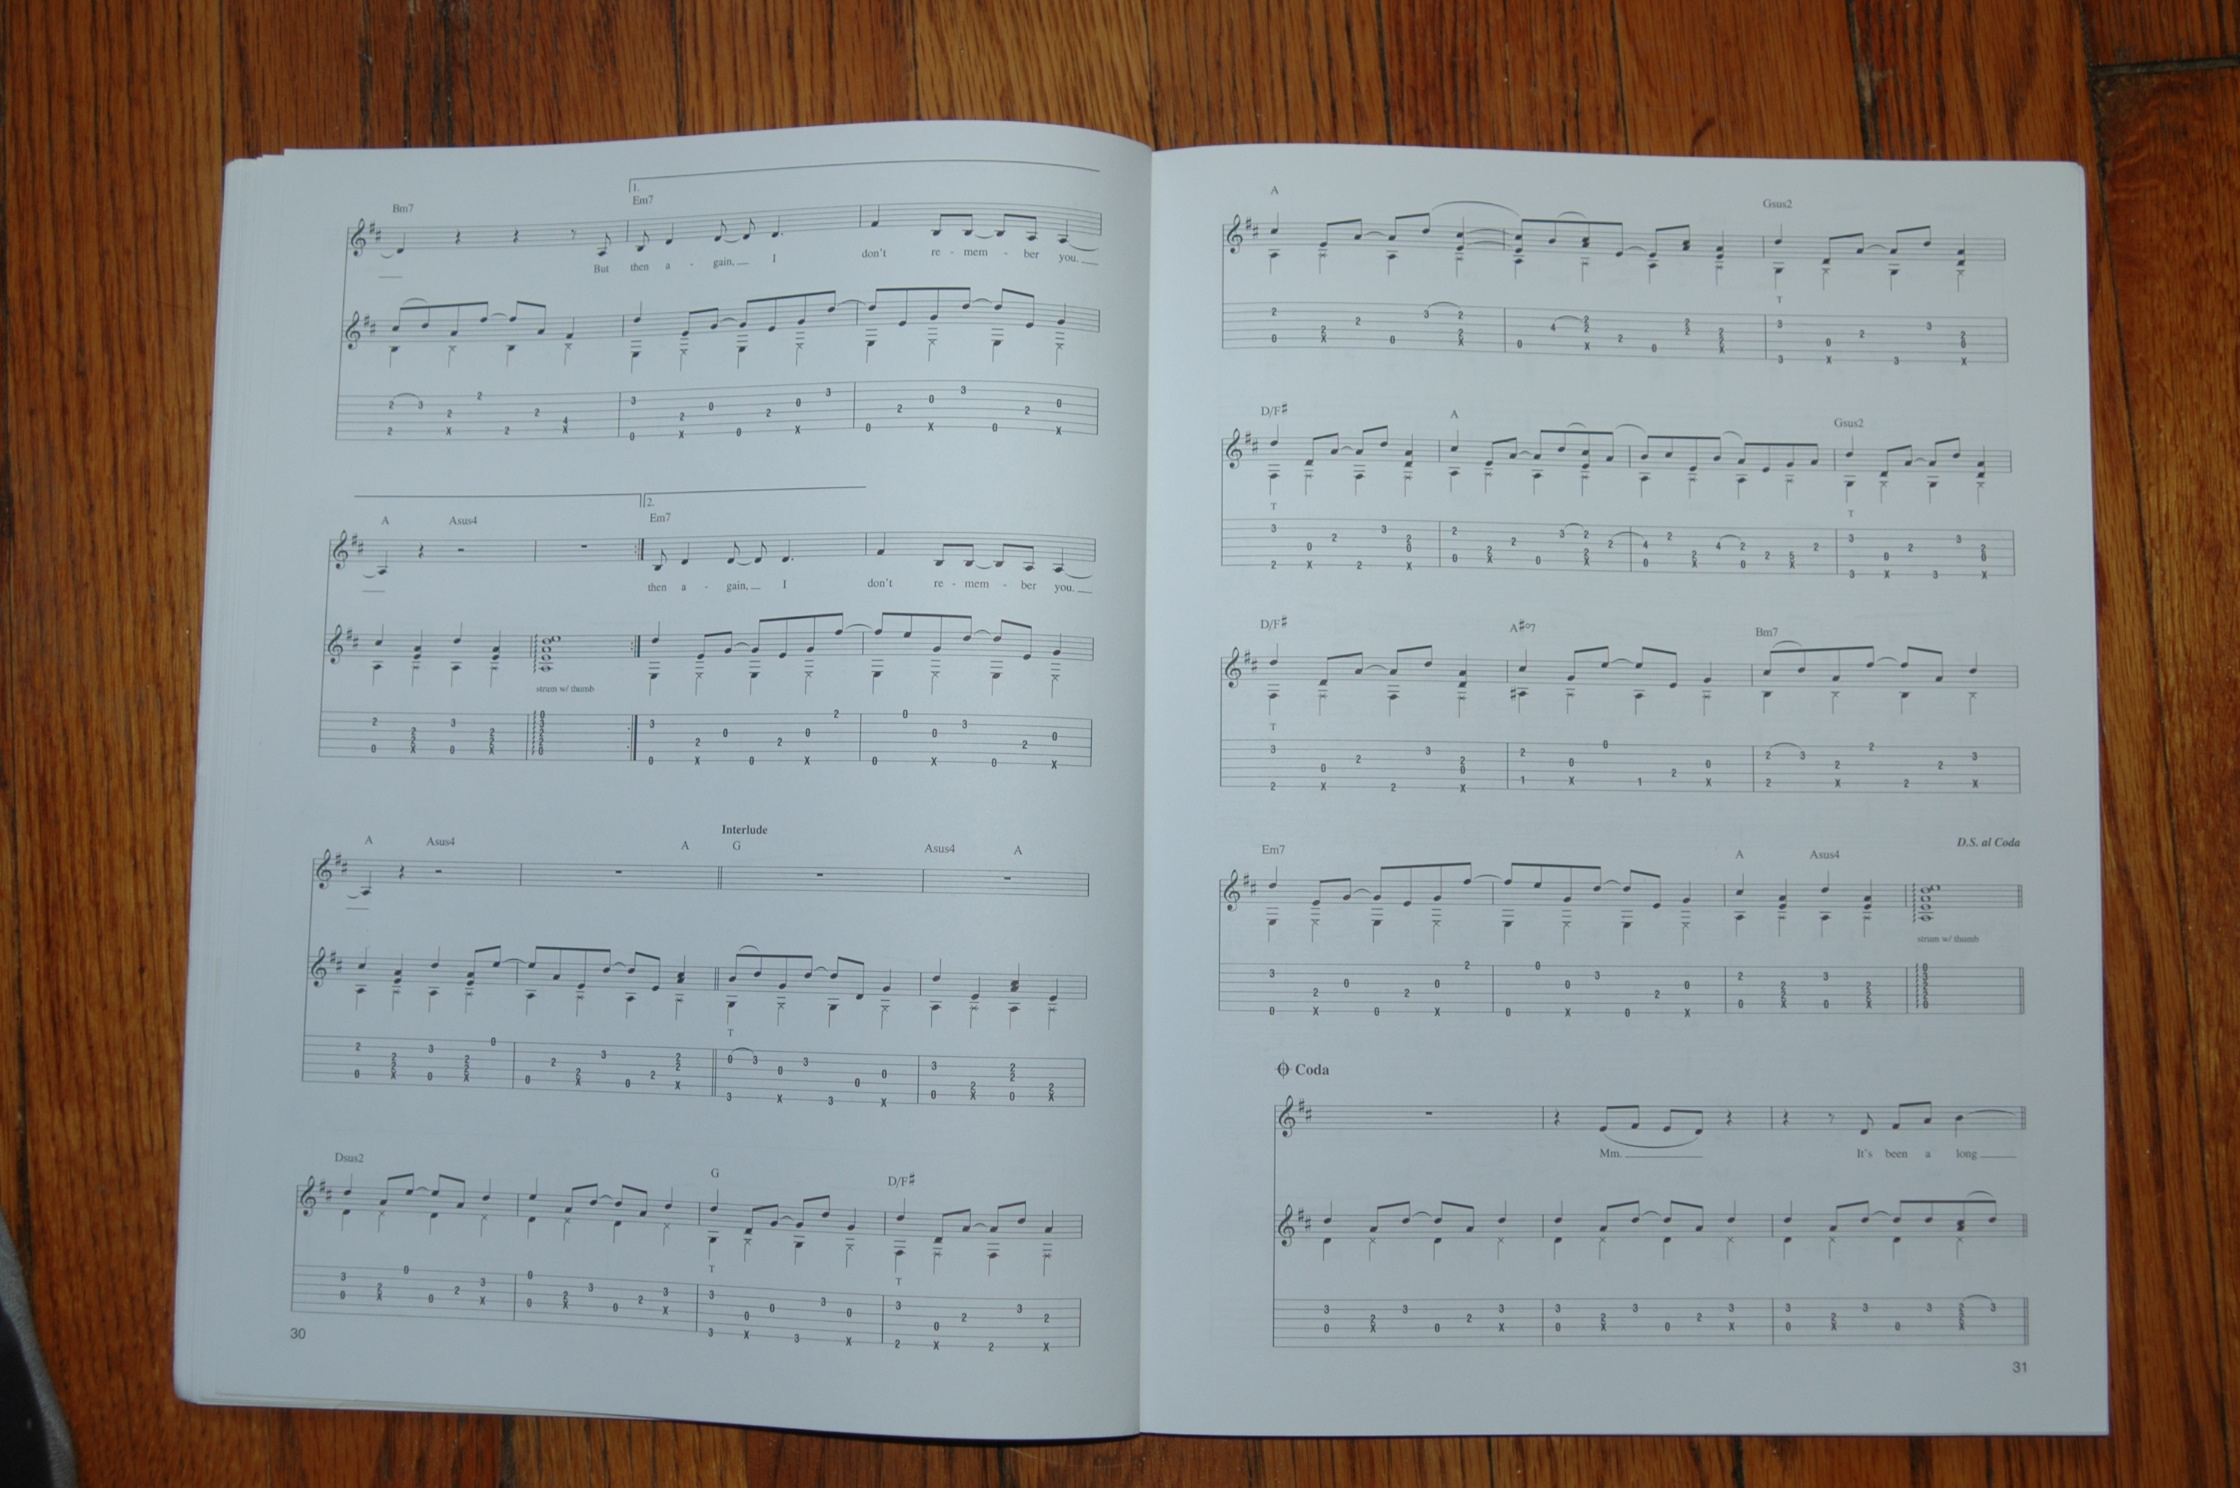 1.
Bm7 Em7
But then a - gain, I don't re - mem - ber you.
2.
A Asus4 Em7
then a - gain, I don't re - mem - ber you.
strum w/ thumb
Interlude
A Asus4 A G Asus4 A
T
Dsus2 G D/F#
T T
30
A Gsus2
T
D/F# A Gsus2
T T
D/F# A#°7 Bm7
T
D.S. al Coda
Em7 A Asus4
strum w/ thumb
Coda
Mm. It's been a long
31